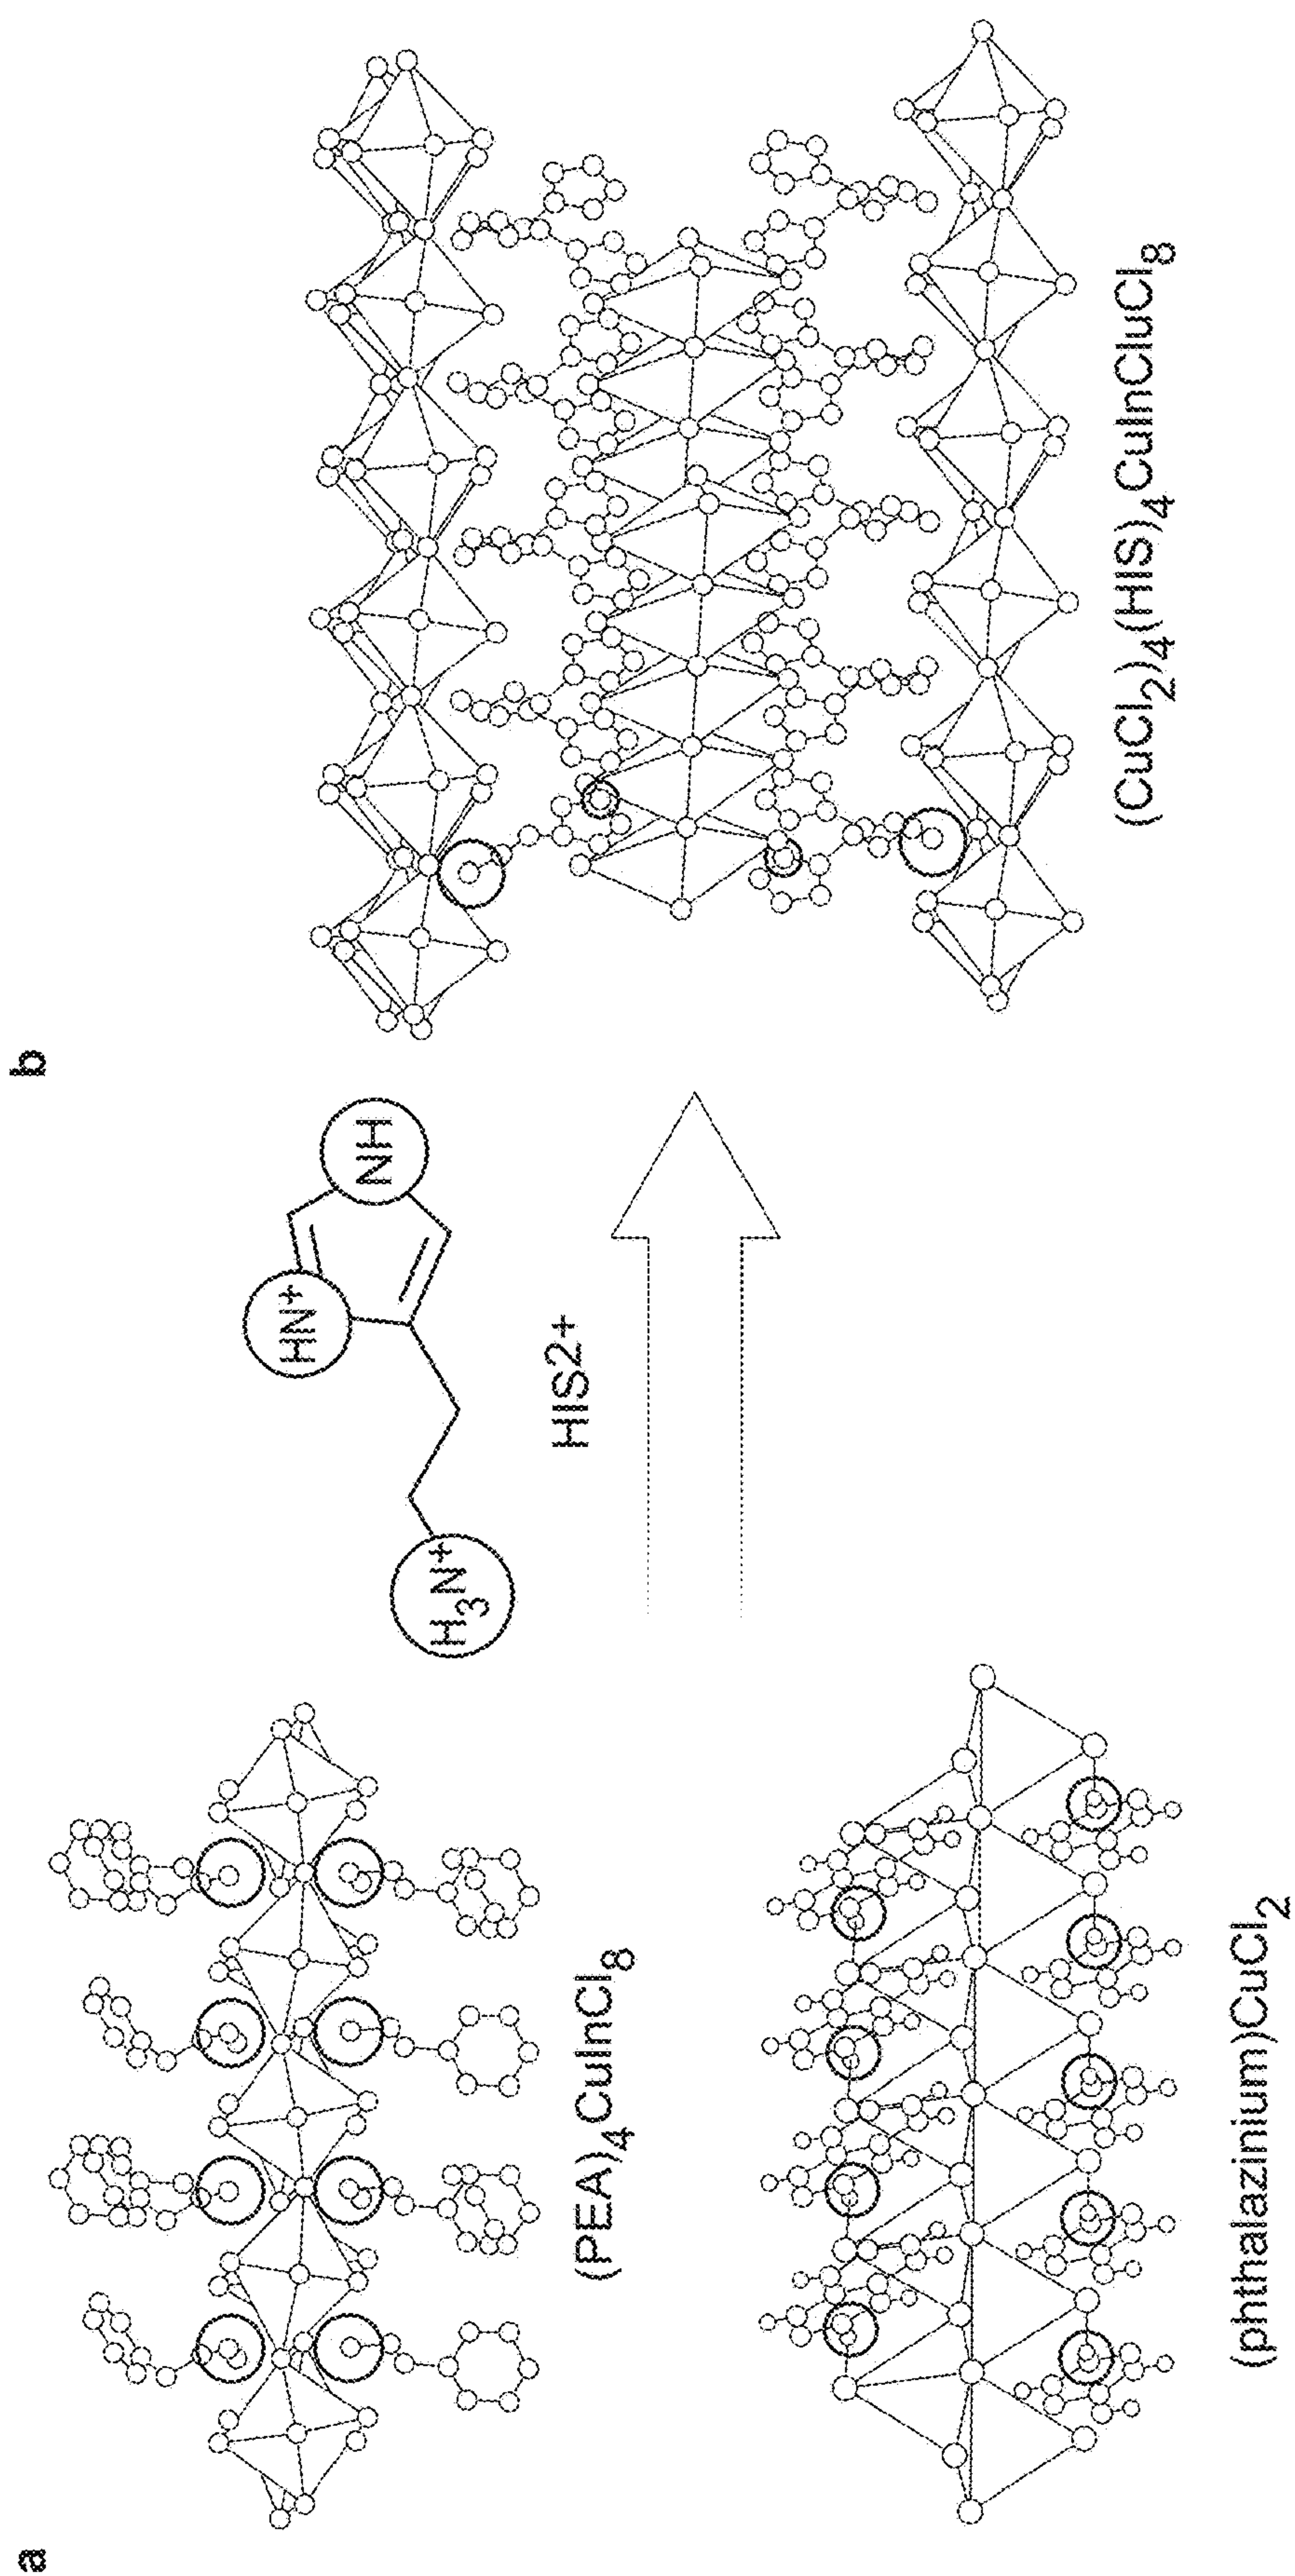 a
(PEA)4CuInCl8
(phthalazinium)CuCl2
H3N+
HN+
NH
HIS2+
b
(CuCl2)4(HIS)4CuInCluCl8